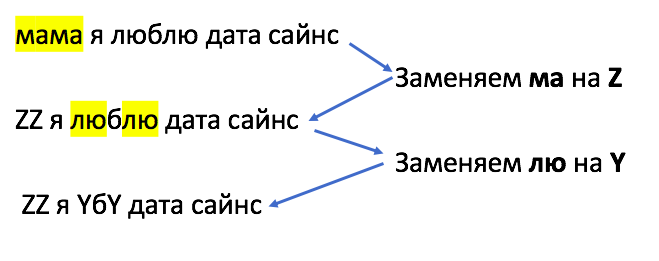 мама я люблю дата сайнс
Заменяем ма на Z
ZZ я люблю дата сайнс
Заменяем лю на Y
ZZ я YбY дата сайнс